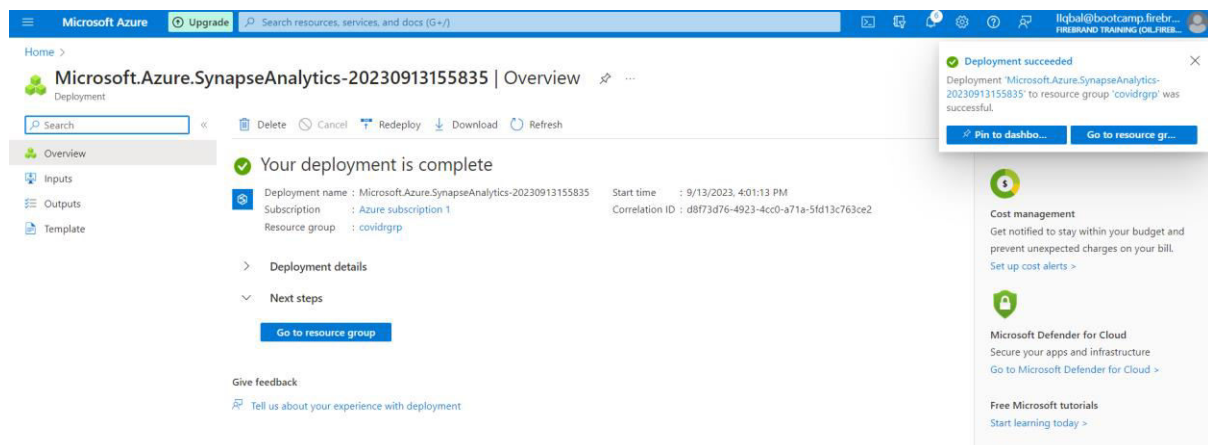 Microsoft Azure
Upgrade
Search resources, services, and docs (G+/)
llqbal@bootcamp.firebr...
FIREBRAND TRAINING (OIL.FIREB...
Home >
Microsoft.Azure.SynapseAnalytics-20230913155835 | Overview
Deployment
Search
«
Delete
Cancel
Redeploy
Download
Refresh
Overview
Inputs
Outputs
Template
Your deployment is complete
Deployment name : Microsoft.Azure.SynapseAnalytics-20230913155835
Subscription : Azure subscription 1
Resource group : covidrgrp
Start time : 9/13/2023, 4:01:13 PM
Correlation ID : d8f73d76-4923-4cc0-a71a-5fd13c763ce2
Deployment details
Next steps
Go to resource group
Give feedback
Tell us about your experience with deployment
Deployment succeeded
Deployment 'Microsoft.Azure.SynapseAnalytics-
20230913155835' to resource group 'covidrgrp' was
successful.
Pin to dashbo...
Go to resource gr...
Cost management
Get notified to stay within your budget and
prevent unexpected charges on your bill.
Set up cost alerts >
Microsoft Defender for Cloud
Secure your apps and infrastructure
Go to Microsoft Defender for Cloud >
Free Microsoft tutorials
Start learning today >